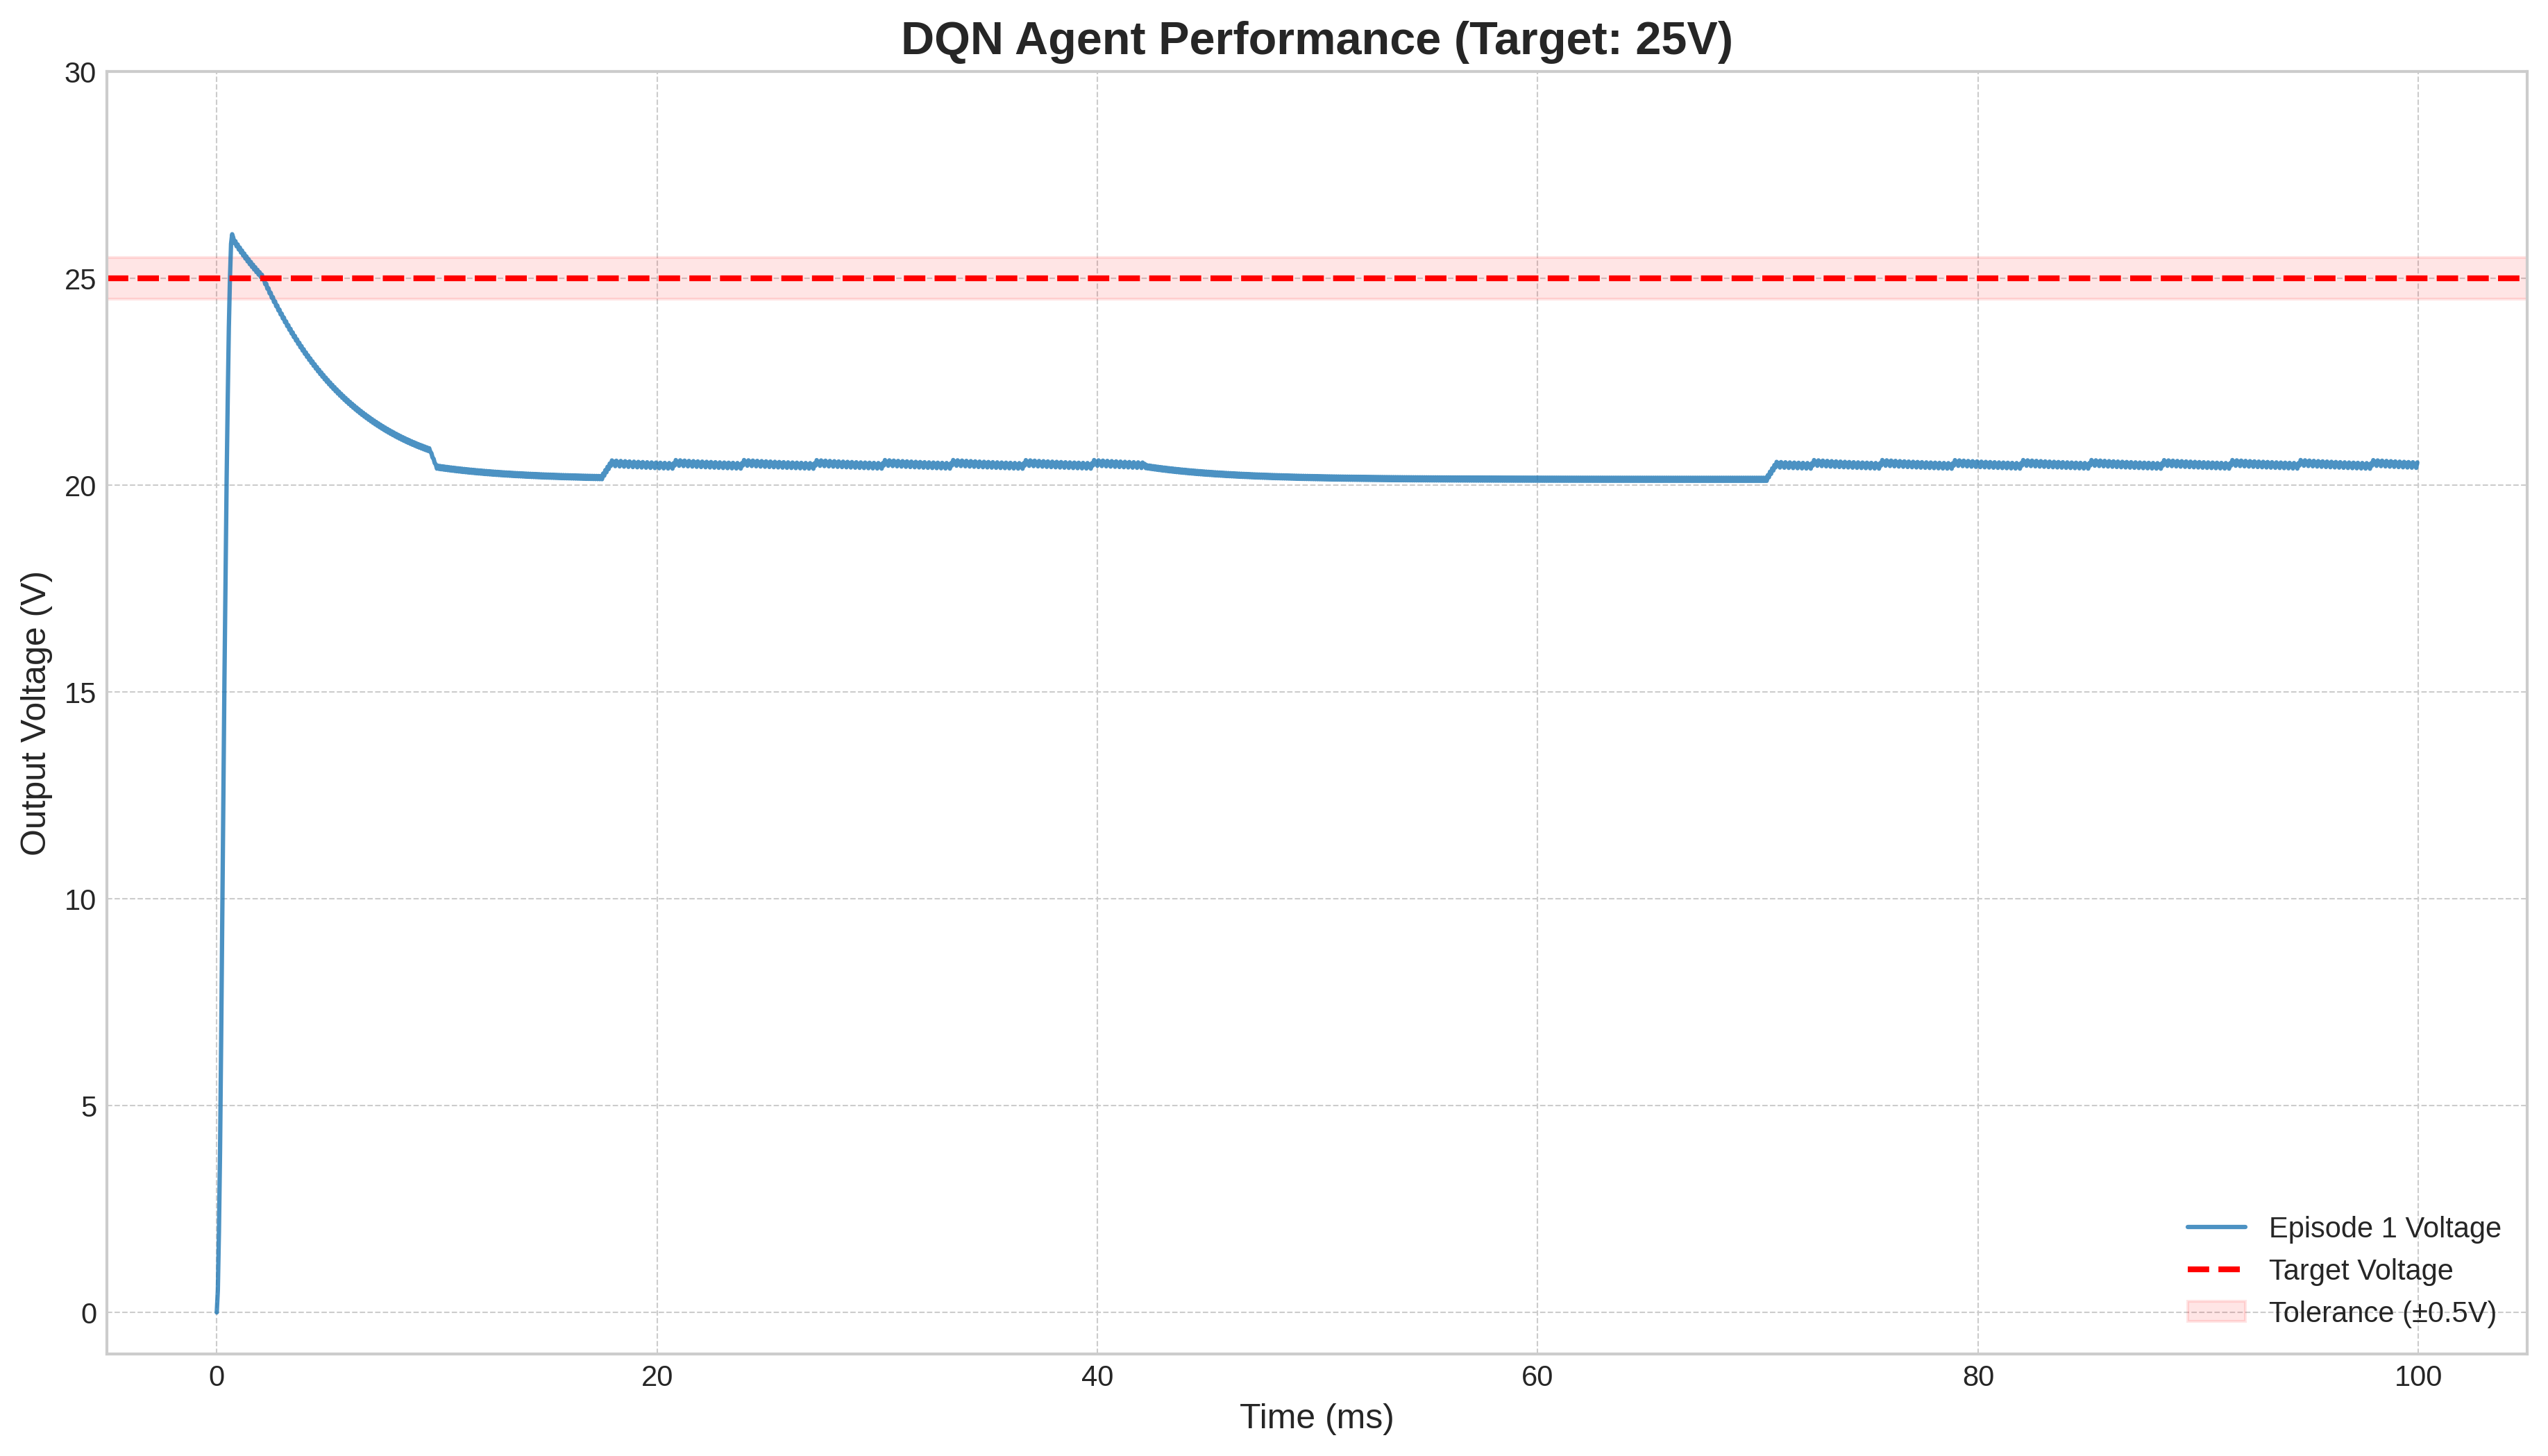 DQN Agent Performance (Target: 25V)
30
25
20
15
10
5
0
Output Voltage (V)
0 20 40 60 80 100
Time (ms)
Episode 1 Voltage
Target Voltage
Tolerance (±0.5V)